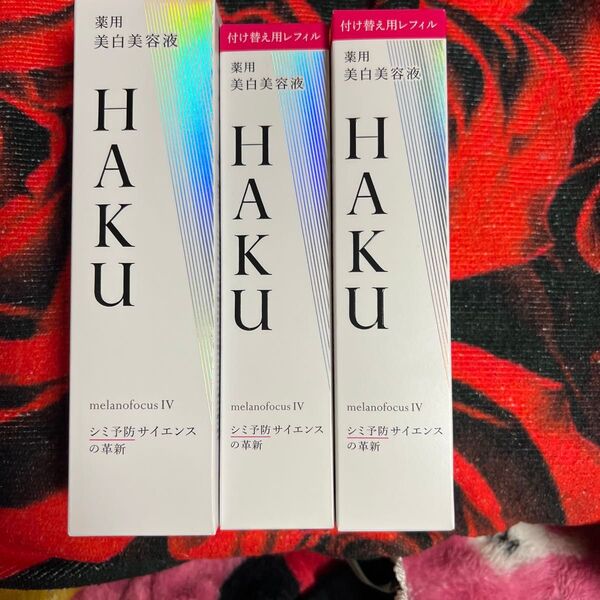 薬用
美白美容液
HAKU
melanofocus IV
シミ予防サイエンス
の革新
付け替え用レフィル
薬用
美白美容液
HAKU
melanofocus IV
シミ予防サイエンス
の革新
付け替え用レフィル
薬用
美白美容液
HAKU
melanofocus IV
シミ予防サイエンス
の革新